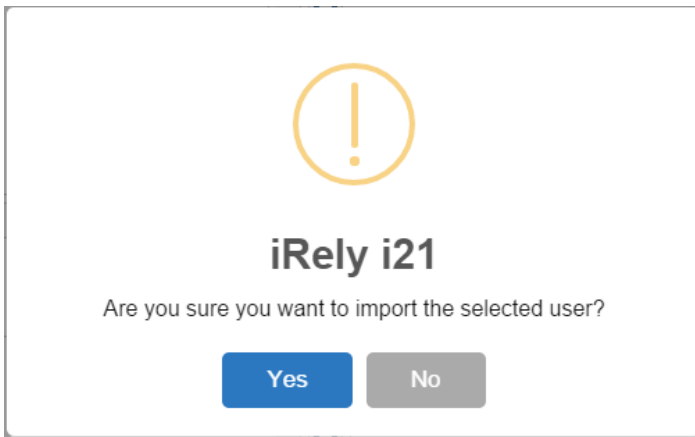 iRely i21
Are you sure you want to import the selected user?
Yes
No